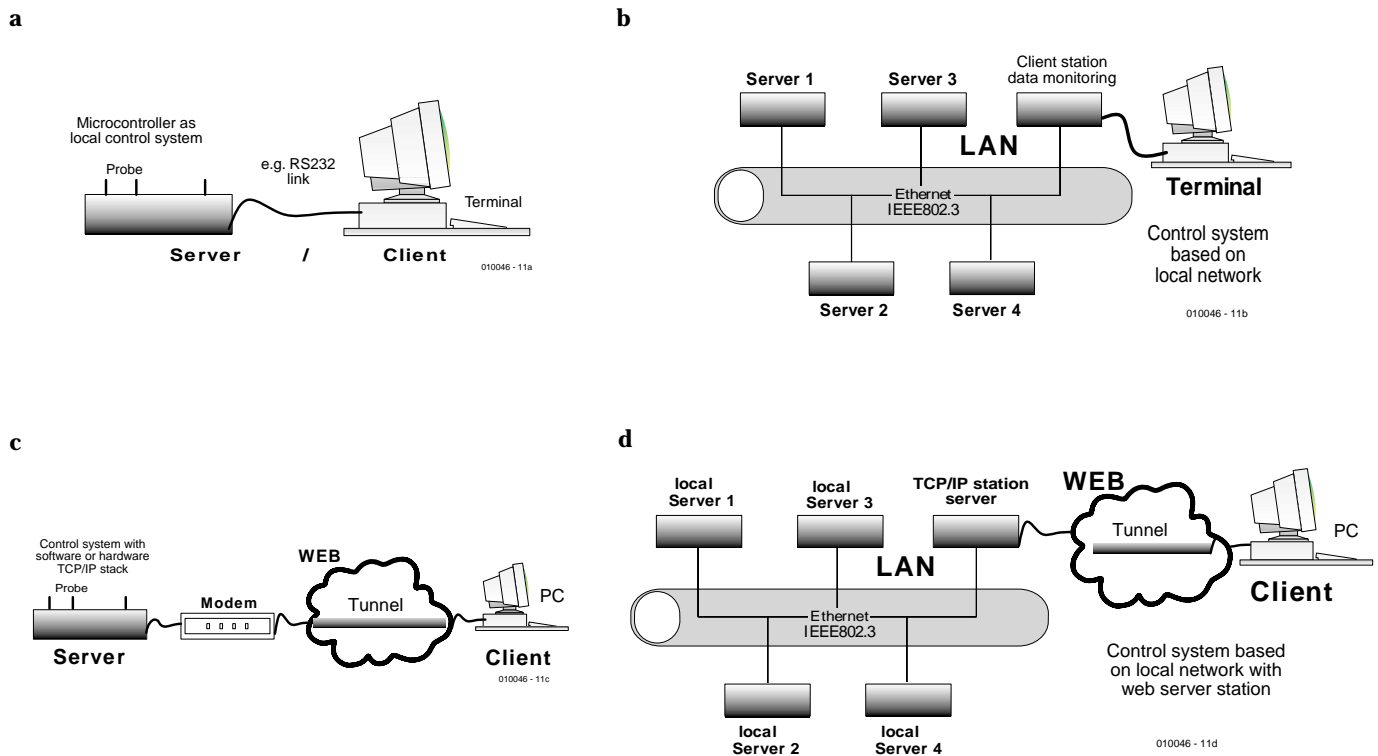 a
Microcontroller as
local control system
Probe
e.g. RS232
link
Terminal
Server / Client
010046 - 11a
b
Server 1
Server 3
Client station
data monitoring
LAN
Ethernet
IEEE802.3
Terminal
Server 2
Server 4
Control system
based on
local network
010046 - 11b
c
Control system with
software or hardware
TCP/IP stack
Probe
Modem
WEB
Tunnel
PC
Server
Client
010046 - 11c
d
local
Server 1
local
Server 3
TCP/IP station
server
WEB
Tunnel
PC
LAN
Client
Ethernet
IEEE802.3
local
Server 2
local
Server 4
Control system based
on local network with
web server station
010046 - 11d